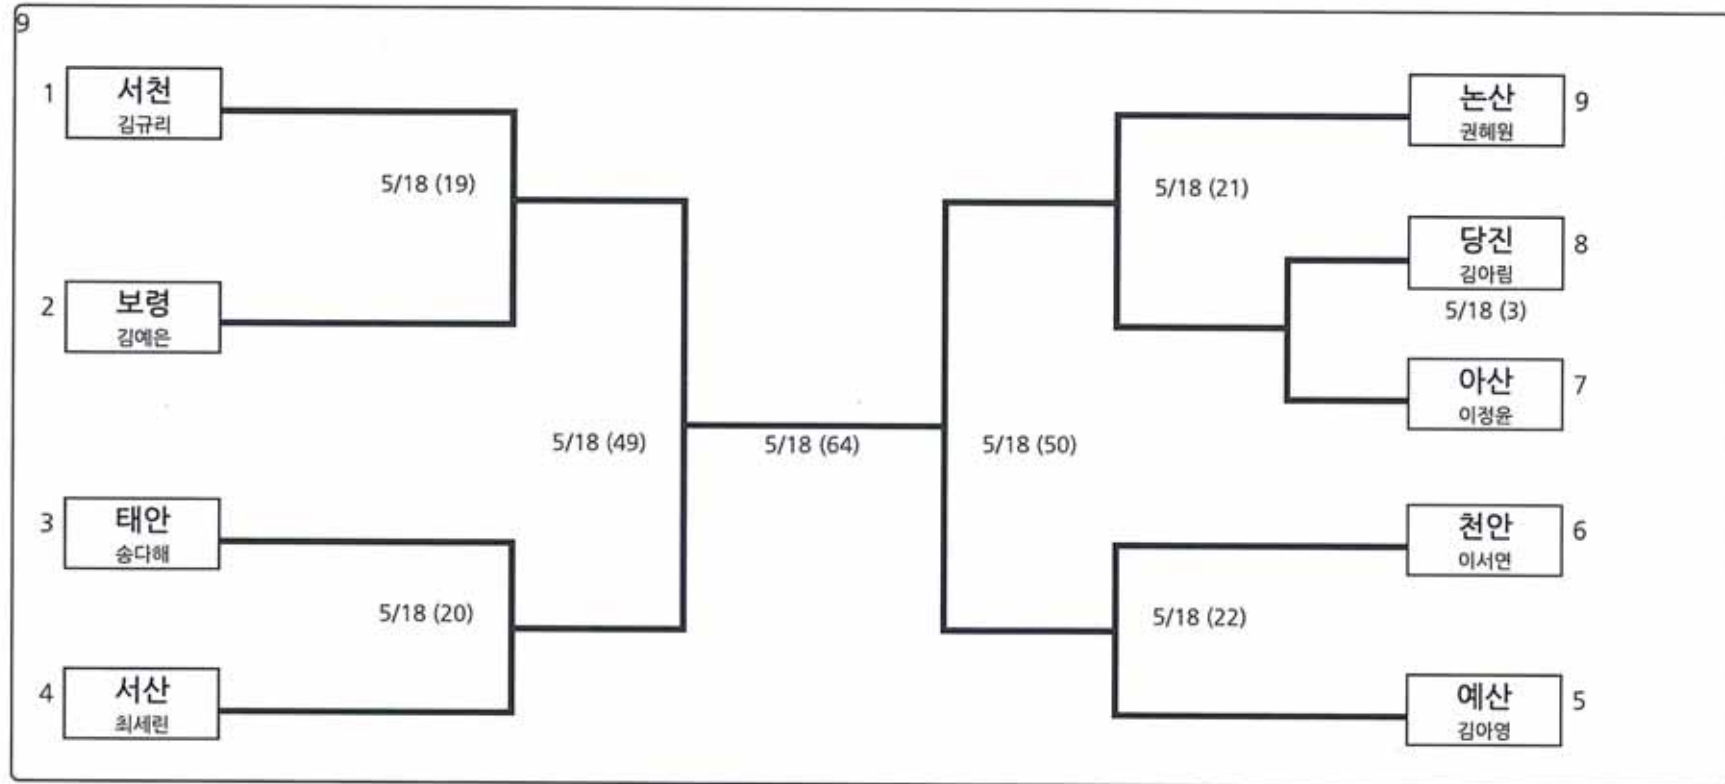 9
1
서천
김규리
5/18 (19)
2
보령
김예은
5/18 (49)
3
태안
송다해
5/18 (20)
4
서산
최세린
5/18 (64)
논산
9
권혜원
5/18 (21)
당진
8
김아림
5/18 (3)
아산
7
이정윤
5/18 (50)
천안
6
이서연
5/18 (22)
예산
5
김아영